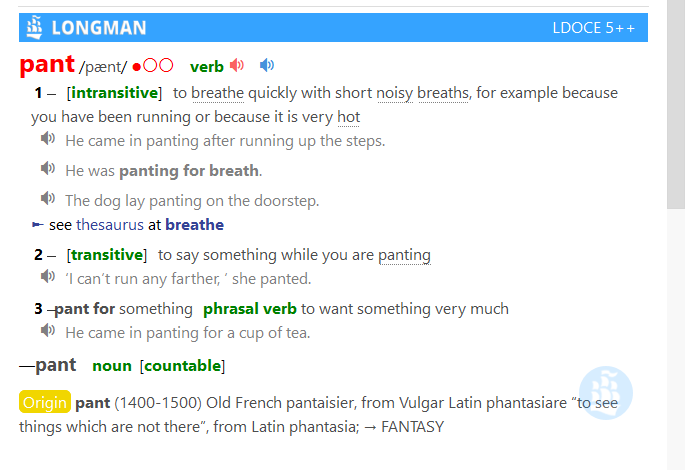 LONGMAN LDOCE 5++
pant /pænt/ ●○○ verb
1 – [intransitive] to breathe quickly with short noisy breaths, for example because
you have been running or because it is very hot
He came in panting after running up the steps.
He was panting for breath.
The dog lay panting on the doorstep.
► see thesaurus at breathe
2 – [transitive] to say something while you are panting
‘I can’t run any farther, ’ she panted.
3 –pant for something phrasal verb to want something very much
He came in panting for a cup of tea.
—pant noun [countable]
Origin pant (1400-1500) Old French pantaisier, from Vulgar Latin phantasiare “to see
things which are not there”, from Latin phantasia; → FANTASY